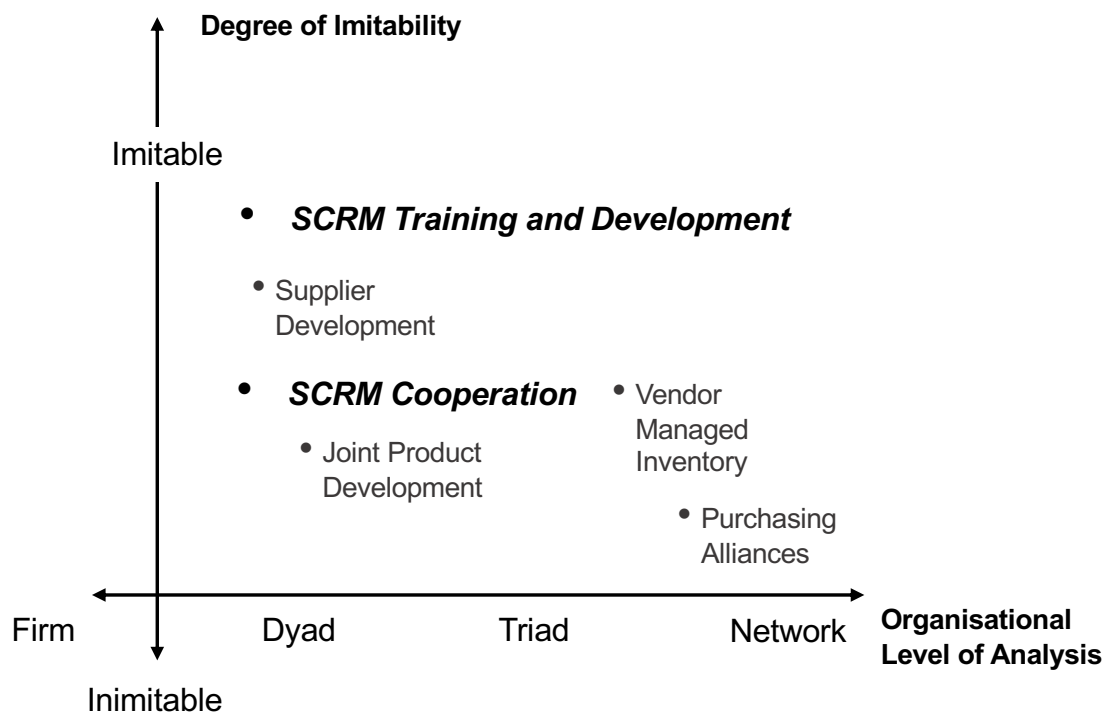 Degree of Imitability
Imitable
• SCRM Training and Development
• Supplier
Development
• SCRM Cooperation
• Vendor
Managed
Inventory
• Joint Product
Development
• Purchasing
Alliances
Firm
Dyad
Triad
Network
Organisational
Level of Analysis
Inimitable